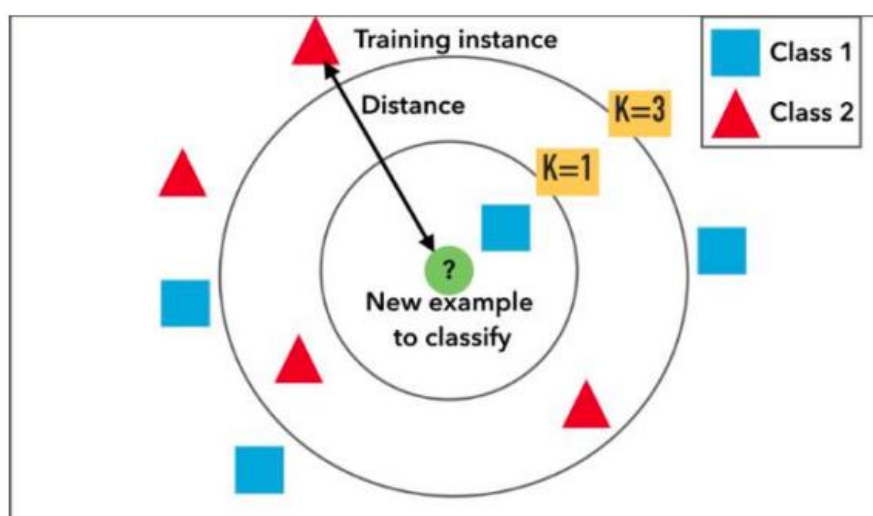 Training instance
Class 1
Distance
K=3
Class 2
K=1
?
New example
to classify